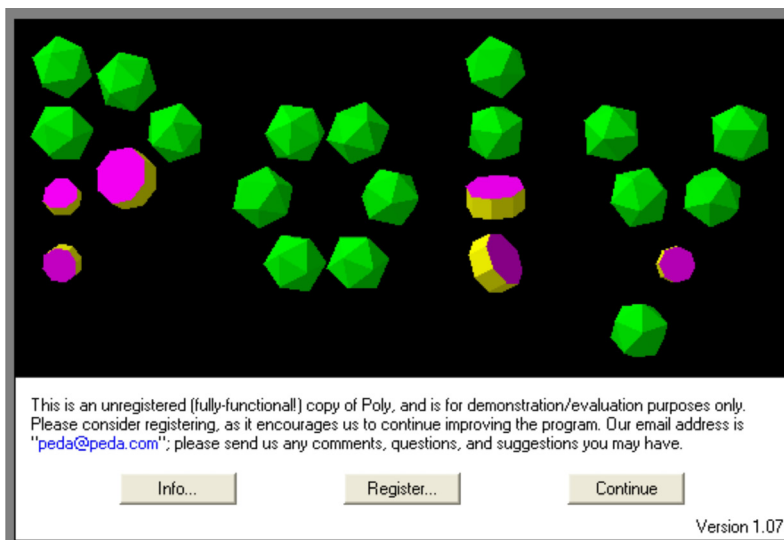 This is an unregistered (fully-functional!) copy of Poly, and is for demonstration/evaluation purposes only.
Please consider registering, as it encourages us to continue improving the program. Our email address is
"peda@peda.com"; please send us any comments, questions, and suggestions you may have.
Info... Register... Continue
Version 1.07